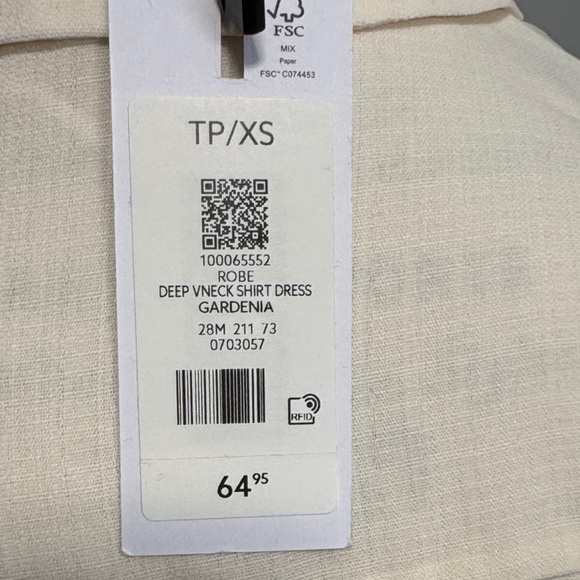 FSC
MIX
Paper
FSC® C074453
TP/XS
100065552
ROBE
DEEP VNECK SHIRT DRESS
GARDENIA
28M 211 73
0703057
RFID
64⁹⁵